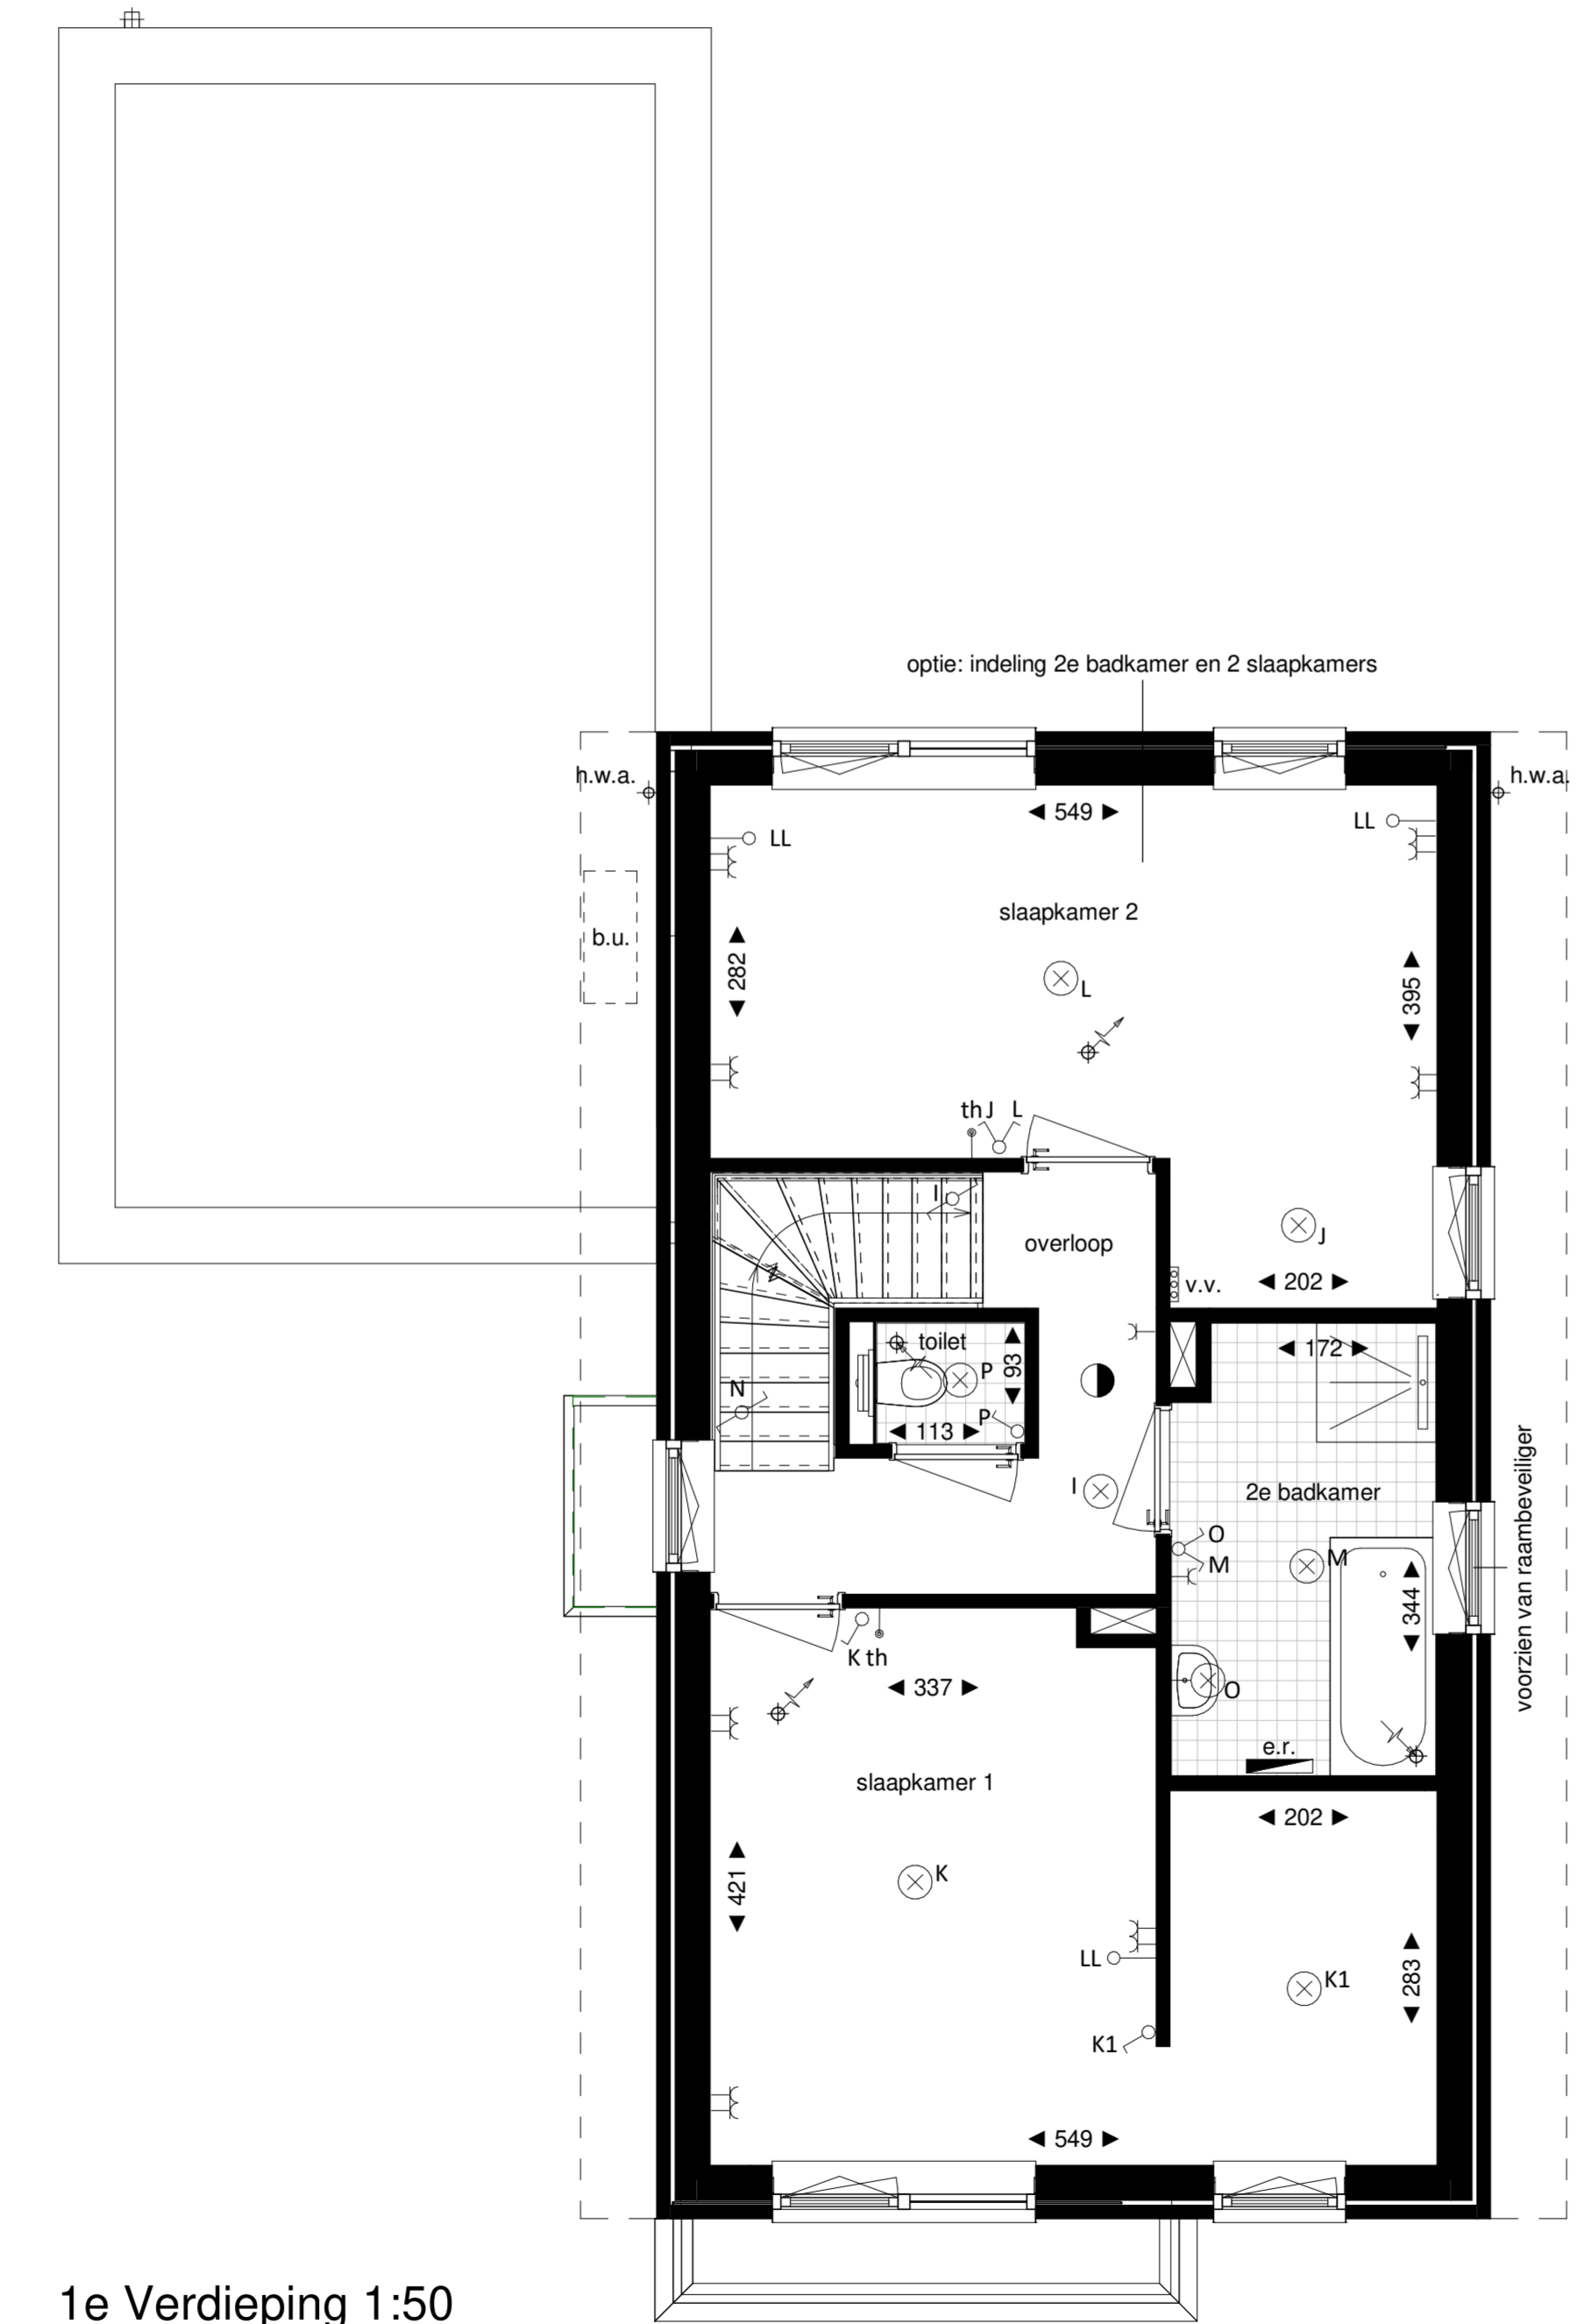 optie: indeling 2e badkamer en 2 slaapkamers
h.w.a.
h.w.a.
◄ 549 ►
LL
LL
slaapkamer 2
b.u.
◄ 282 ►
◄ 395 ►
L
th J L
I
overloop
J
v.v.
◄ 202 ►
toilet
◄ 93 ►
◄ 172 ►
P
N
P
◄ 113 ►
I
2e badkamer
voorzien van raambeveiliger
O
M
M
◄ 344 ►
K th
◄ 337 ►
O
e.r.
slaapkamer 1
◄ 202 ►
◄ 421 ►
K
LL
K1
◄ 283 ►
K1
◄ 549 ►
1e Verdieping 1:50